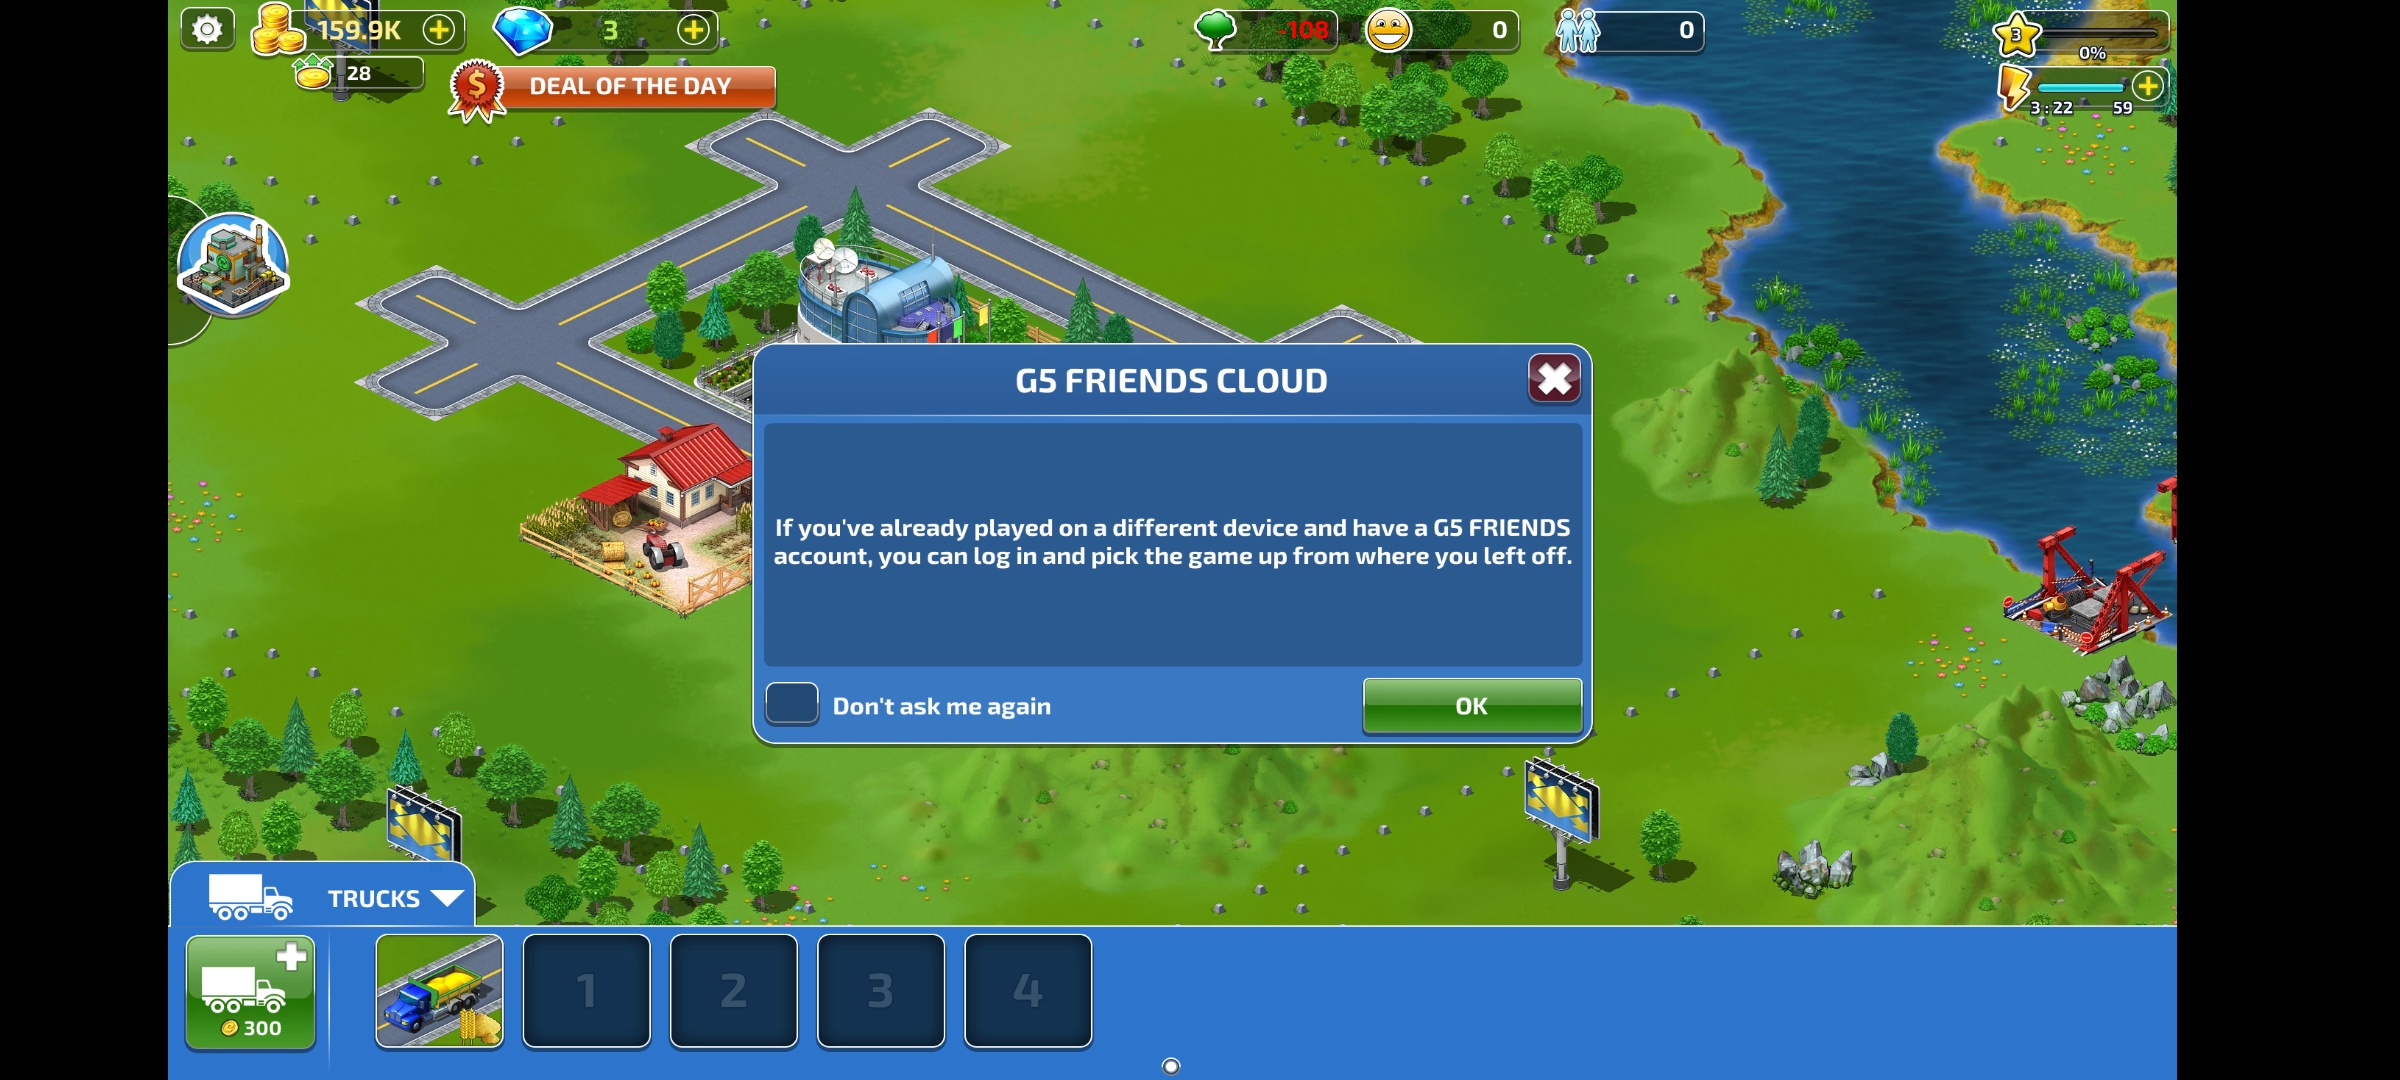 159.9K
3
-108
0
0
3
0%
28
DEAL OF THE DAY
3:22
59
G5 FRIENDS CLOUD
If you've already played on a different device and have a G5 FRIENDS
account, you can log in and pick the game up from where you left off.
Don't ask me again
OK
TRUCKS
300
1
2
3
4